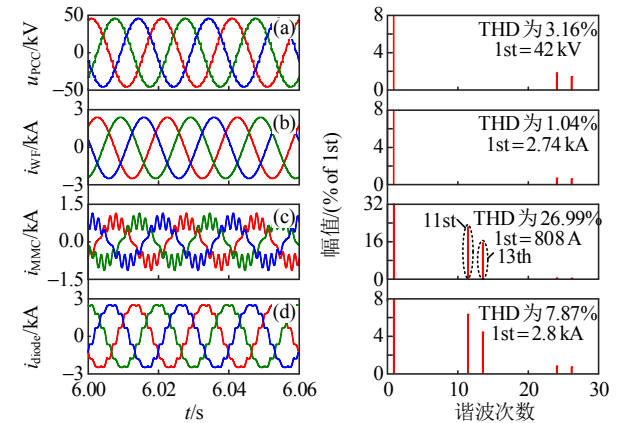 50
0
−50
u_PCC/kV
(a)
8
4
0
THD 为 3.16%
1st = 42 kV
3
0
−3
i_WF/kA
(b)
8
4
0
THD 为 1.04%
1st = 2.74 kA
1.5
0.0
−1.5
i_MMC/kA
(c)
32
16
0
11st
THD 为 26.99%
1st = 808 A
13th
3
0
−3
i_diode/kA
(d)
8
4
0
THD 为 7.87%
1st = 2.8 kA
幅值/(% of 1st)
6.00 6.02 6.04 6.06
t/s
0 10 20 30
谐波次数